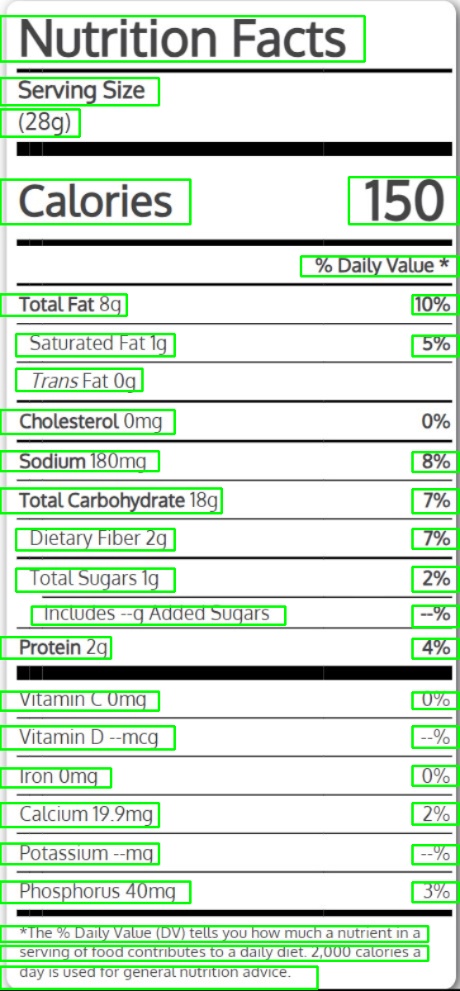 Nutrition Facts
Serving Size
(28g)
Calories 150
% Daily Value *
Total Fat 8g 10%
Saturated Fat 1g 5%
Trans Fat 0g
Cholesterol 0mg 0%
Sodium 180mg 8%
Total Carbohydrate 18g 7%
Dietary Fiber 2g 7%
Total Sugars 1g 2%
Includes --g Added Sugars --%
Protein 2g 4%
Vitamin C 0mg 0%
Vitamin D --mcg --%
Iron 0mg 0%
Calcium 19.9mg 2%
Potassium --mg --%
Phosphorus 40mg 3%
*The % Daily Value (DV) tells you how much a nutrient in a
serving of food contributes to a daily diet. 2,000 calories a
day is used for general nutrition advice.